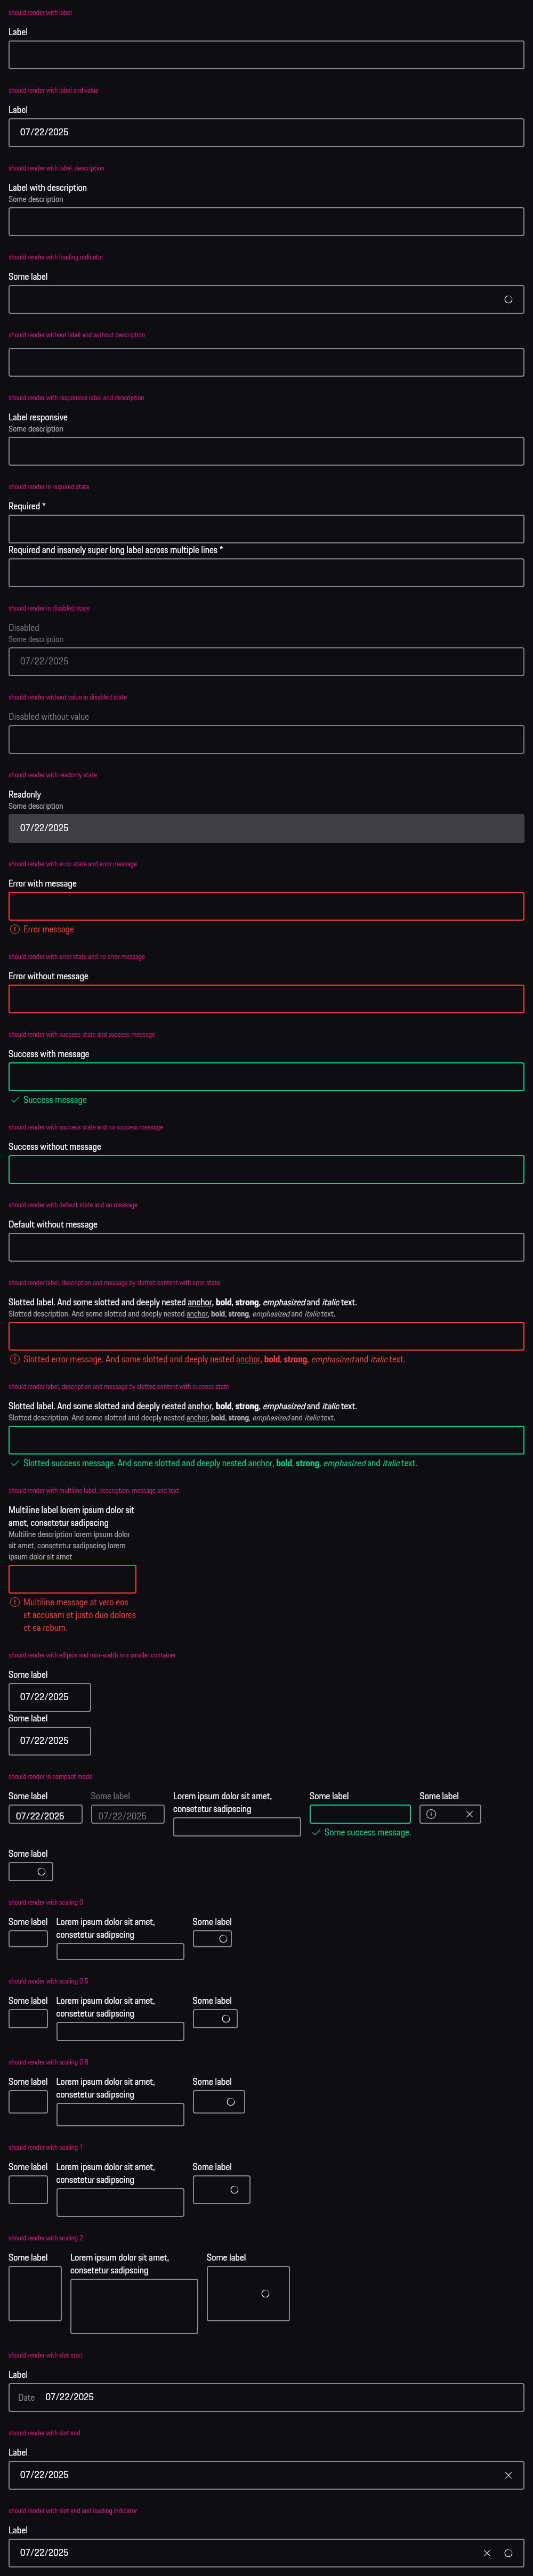 should render with label
Label
should render with label and value
Label
07/22/2025
should render with label, description
Label with description
Some description
should render with loading indicator
Some label
should render without label and without description
should render with responsive label and description
Label responsive
Some description
should render in required state
Required *
Required and insanely super long label across multiple lines *
should render in disabled state
Disabled
Some description
07/22/2025
should render without value in disabled state
Disabled without value
should render with readonly state
Readonly
Some description
07/22/2025
should render with error state and error message
Error with message
Error message
should render with error state and no error message
Error without message
should render with success state and success message
Success with message
Success message
should render with success state and no success message
Success without message
should render with default state and no message
Default without message
should render label, description and message by slotted content with error state
Slotted label. And some slotted and deeply nested anchor, bold, strong, emphasized and italic text.
Slotted description. And some slotted and deeply nested anchor, bold, strong, emphasized and italic text.
Slotted error message. And some slotted and deeply nested anchor, bold, strong, emphasized and italic text.
should render label, description and message by slotted content with success state
Slotted label. And some slotted and deeply nested anchor, bold, strong, emphasized and italic text.
Slotted description. And some slotted and deeply nested anchor, bold, strong, emphasized and italic text.
Slotted success message. And some slotted and deeply nested anchor, bold, strong, emphasized and italic text.
should render with multiline label, description, message and text
Multiline label lorem ipsum dolor sit
amet, consetetur sadipscing
Multiline description lorem ipsum dolor
sit amet, consetetur sadipscing lorem
ipsum dolor sit amet
Multiline message at vero eos
et accusam et justo duo dolores
et ea rebum.
should render with ellipsis and min-width in a smaller container
Some label
07/22/2025
Some label
07/22/2025
should render in compact mode
Some label Some label Lorem ipsum dolor sit amet, Some label Some label
consetetur sadipscing
07/22/2025 07/22/2025
Some success message.
Some label
should render with scaling 0
Some label Lorem ipsum dolor sit amet, Some label
consetetur sadipscing
should render with scaling 0.5
Some label Lorem ipsum dolor sit amet, Some label
consetetur sadipscing
should render with scaling 0.8
Some label Lorem ipsum dolor sit amet, Some label
consetetur sadipscing
should render with scaling 1
Some label Lorem ipsum dolor sit amet, Some label
consetetur sadipscing
should render with scaling 2
Some label Lorem ipsum dolor sit amet, Some label
consetetur sadipscing
should render with slot start
Label
Date 07/22/2025
should render with slot end
Label
07/22/2025
should render with slot end and loading indicator
Label
07/22/2025